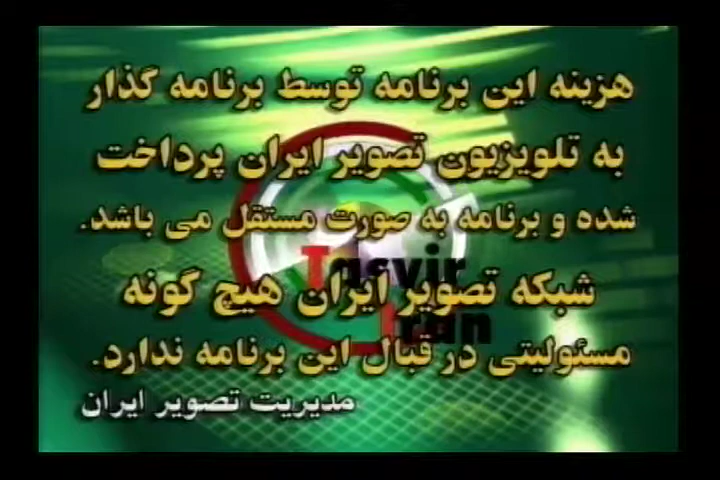 هزینه این برنامه توسط برنامه گذار
به تلویزیون تصویر ایران پرداخت
شده و برنامه به صورت مستقل می باشد.
Tasvir
شبکه تصویر ایران هیچ گونه
Iran
مسئولیتی در قبال این برنامه ندارد.
مدیریت تصویر ایران